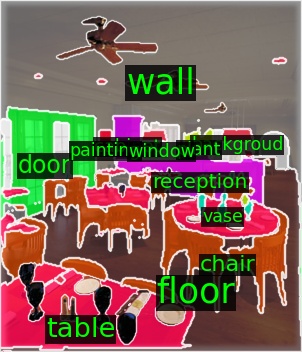 wall
kgroud
paintin
window
ant
door
reception
vase
chair
floor
table